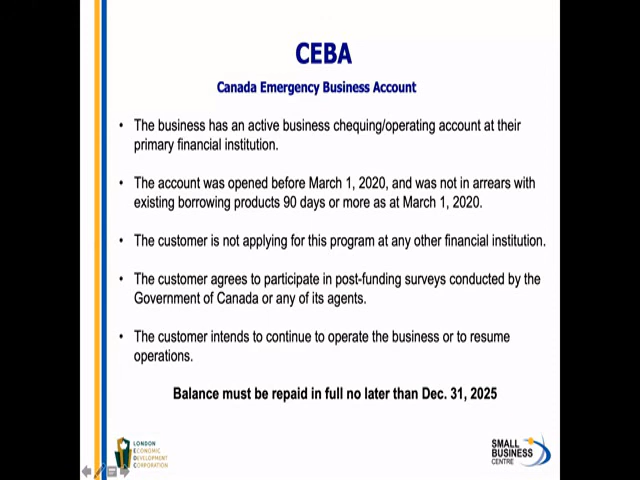 CEBA
Canada Emergency Business Account
• The business has an active business chequing/operating account at their
primary financial institution.
• The account was opened before March 1, 2020, and was not in arrears with
existing borrowing products 90 days or more as at March 1, 2020.
• The customer is not applying for this program at any other financial institution.
• The customer agrees to participate in post-funding surveys conducted by the
Government of Canada or any of its agents.
• The customer intends to continue to operate the business or to resume
operations.
Balance must be repaid in full no later than Dec. 31, 2025
LONDON
ECONOMIC
DEVELOPMENT
CORPORATION
SMALL
BUSINESS
CENTRE